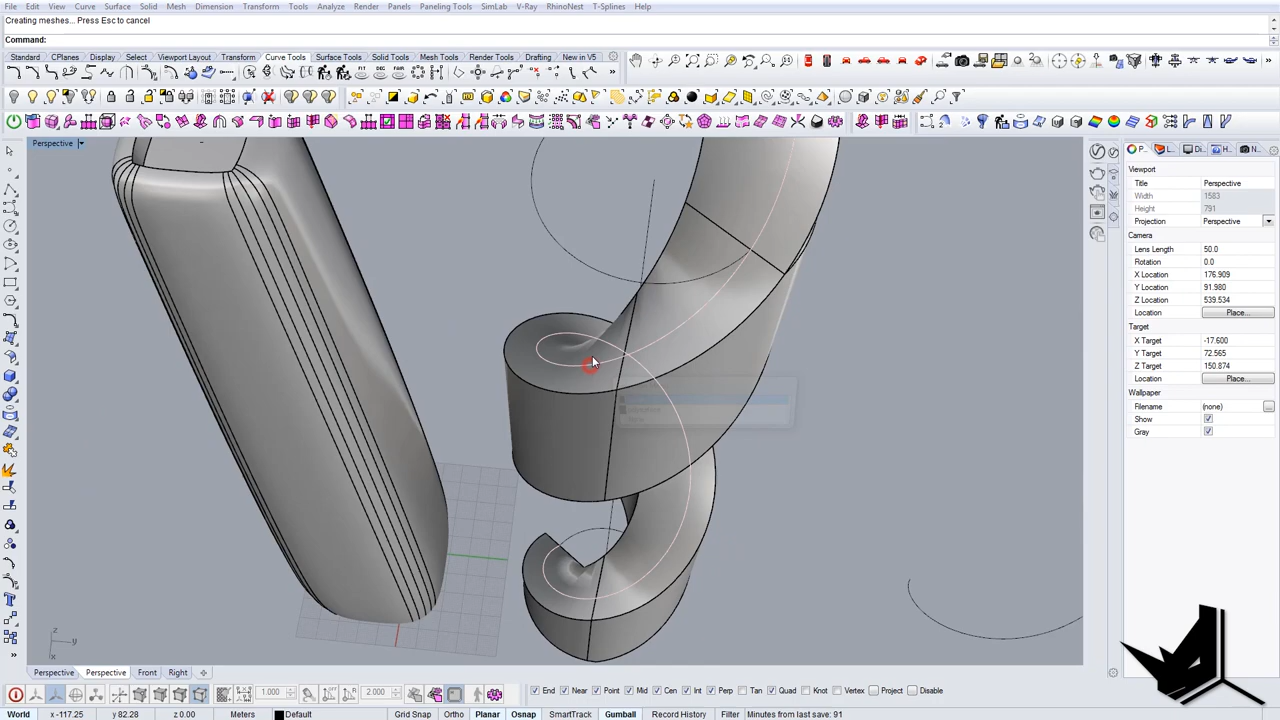 File Edit View Curve Surface Solid Mesh Dimension Transform Tools Analyze Render Panels Paneling Tools SimLab V-Ray RhinoNest T-Splines Help
Creating meshes... Press Esc to cancel
Command:
Standard CPlanes Display Select Viewport Layout Transform Curve Tools Surface Tools Solid Tools Mesh Tools Render Tools Drafting New in V5
Perspective
P... L... Di... H... N...
Viewport
Title Perspective
Width 1583
Height 791
Projection Perspective
Camera
Lens Length 50.0
Rotation 0.0
X Location 176.909
Y Location 91.980
Z Location 539.534
Location Place...
Target
X Target -17.600
Y Target 72.565
Z Target 150.874
Location Place...
Wallpaper
Filename (none) ...
Show
Gray
z
y
x
Perspective Perspective Front Right
1.000 2.000 End Near Point Mid Cen Int Perp Tan Quad Knot Vertex Project Disable
World x -117.25 y 82.28 z 0.00 Meters Default Grid Snap Ortho Planar Osnap SmartTrack Gumball Record History Filter Minutes from last save: 91